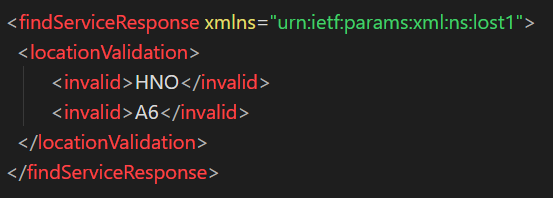 <findServiceResponse xmlns="urn:ietf:params:xml:ns:lost1">
<locationValidation>
<invalid>HNO</invalid>
<invalid>A6</invalid>
</locationValidation>
</findServiceResponse>